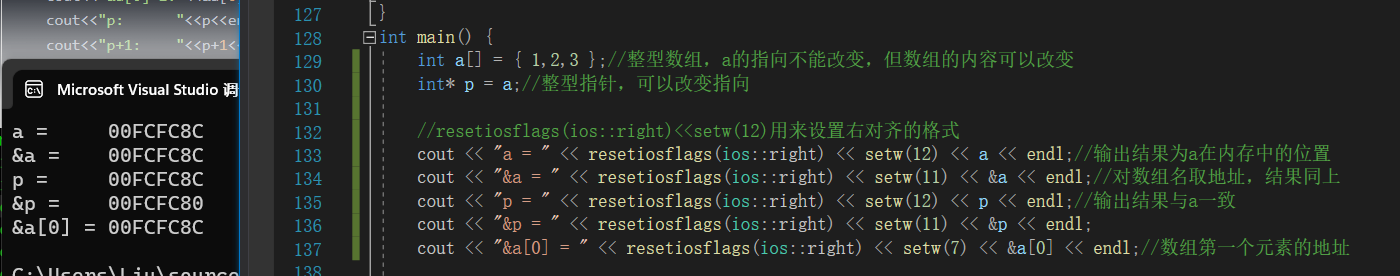 cout<<"p:     "<<p<<e
cout<<"p+1:    "<<p+1<
Microsoft Visual Studio 调
a =     00FCFC8C
&a =    00FCFC8C
p =     00FCFC8C
&p =    00FCFC80
&a[0] = 00FCFC8C
127 }
128 int main() {
129 int a[] = { 1,2,3 };//整型数组，a的指向不能改变，但数组的内容可以改变
130 int* p = a;//整型指针，可以改变指向
131
132 //resetiosflags(ios::right)<<setw(12)用来设置右对齐的格式
133 cout << "a = " << resetiosflags(ios::right) << setw(12) << a << endl;//输出结果为a在内存中的位置
134 cout << "&a = " << resetiosflags(ios::right) << setw(11) << &a << endl;//对数组名取地址，结果同上
135 cout << "p = " << resetiosflags(ios::right) << setw(12) << p << endl;//输出结果与a一致
136 cout << "&p = " << resetiosflags(ios::right) << setw(11) << &p << endl;
137 cout << "&a[0] = " << resetiosflags(ios::right) << setw(7) << &a[0] << endl;//数组第一个元素的地址
138